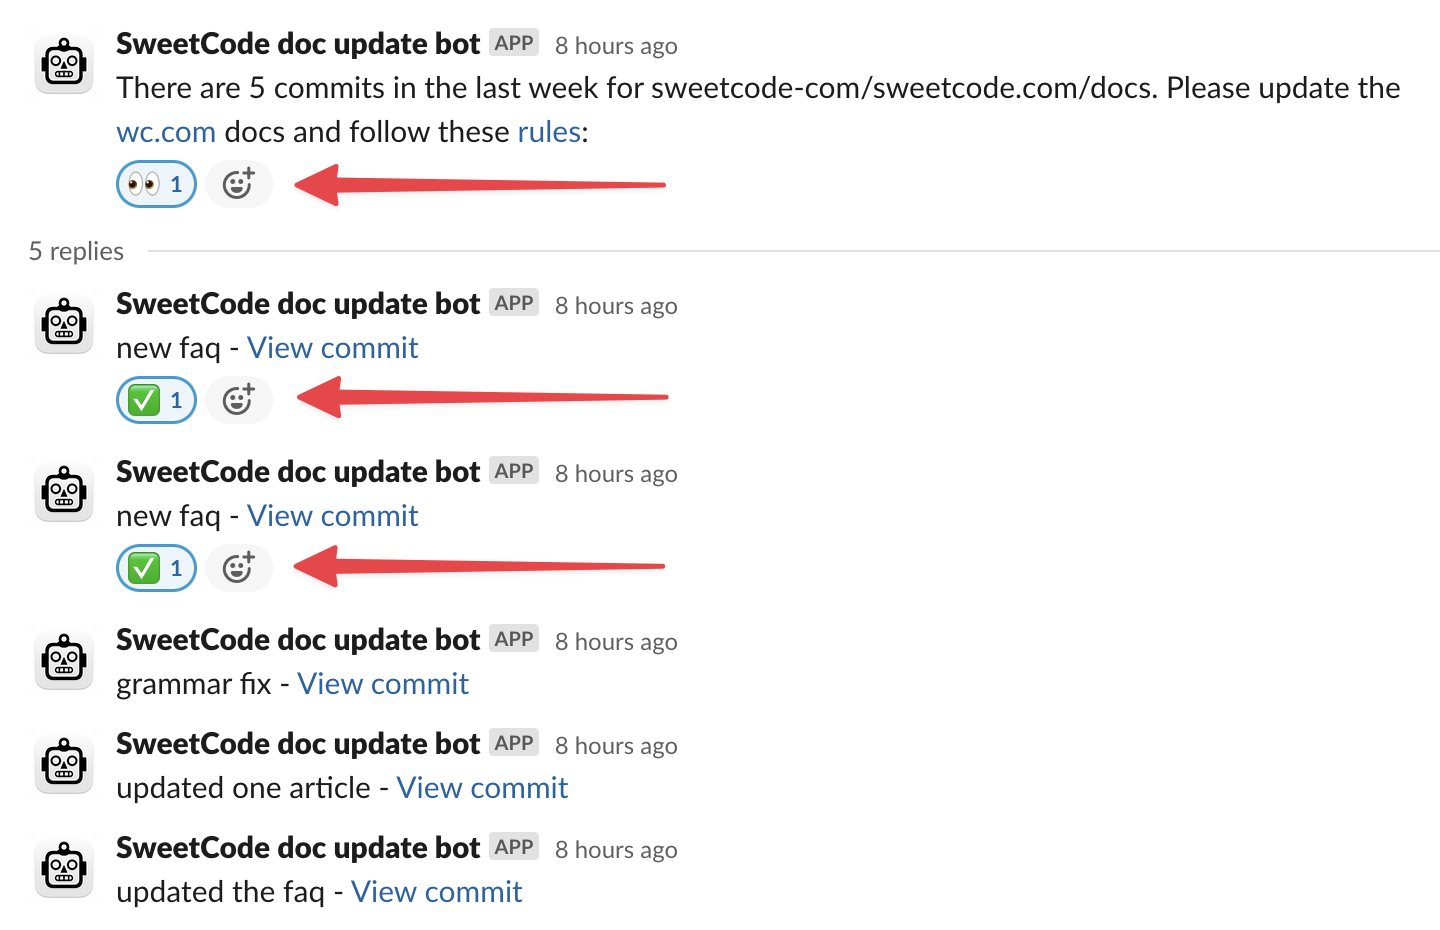 SweetCode doc update bot APP 8 hours ago
There are 5 commits in the last week for sweetcode-com/sweetcode.com/docs. Please update the
wc.com docs and follow these rules:
👀 1
5 replies
SweetCode doc update bot APP 8 hours ago
new faq - View commit
✅ 1
SweetCode doc update bot APP 8 hours ago
new faq - View commit
✅ 1
SweetCode doc update bot APP 8 hours ago
grammar fix - View commit
SweetCode doc update bot APP 8 hours ago
updated one article - View commit
SweetCode doc update bot APP 8 hours ago
updated the faq - View commit